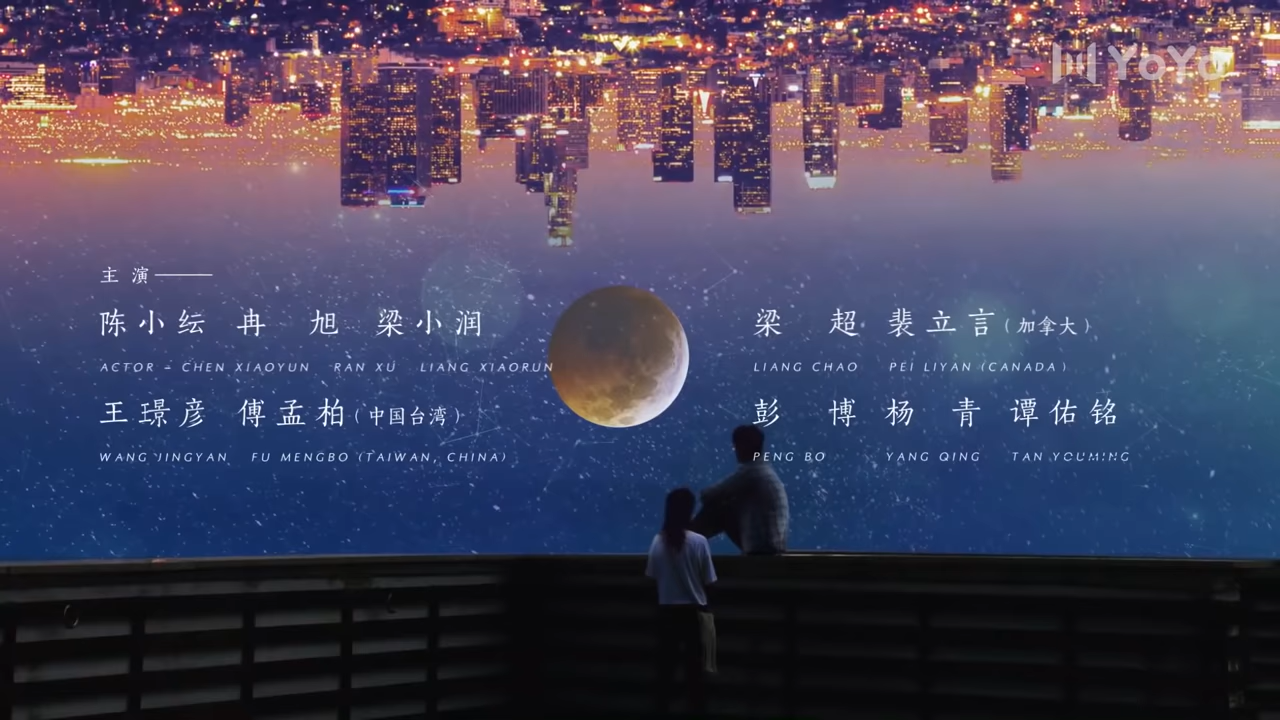 YoYo
主 演
陈小纭 冉 旭 梁小润 梁 超 裴立言(加拿大)
ACTOR - CHEN XIAOYUN RAN XU LIANG XIAORUN LIANG CHAO PEI LIYAN (CANADA)
王璟彦 傅孟柏(中国台湾) 彭 博 杨 青 谭佑铭
WANG JINGYAN FU MENGBO (TAIWAN, CHINA) PENG BO YANG QING TAN YOUMING